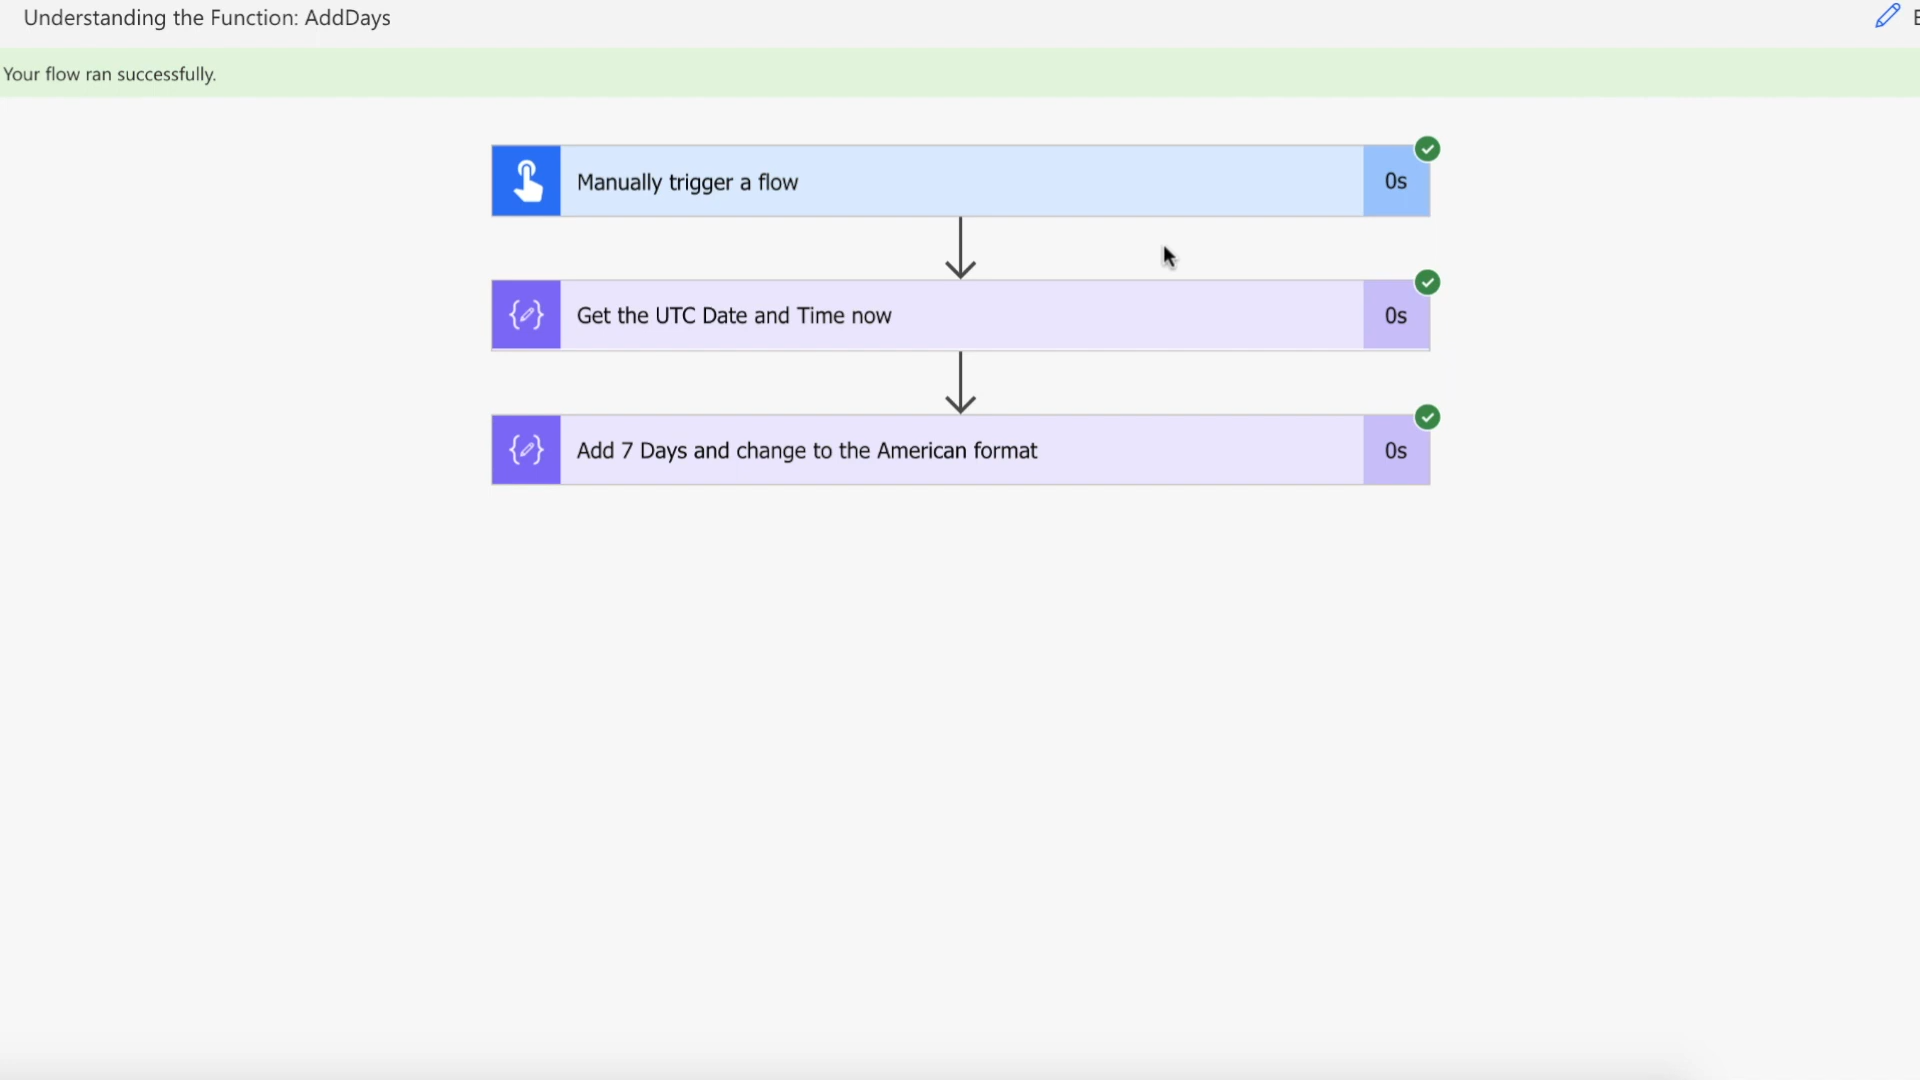 Understanding the Function: AddDays
Your flow ran successfully.
Manually trigger a flow
0s
Get the UTC Date and Time now
0s
Add 7 Days and change to the American format
0s